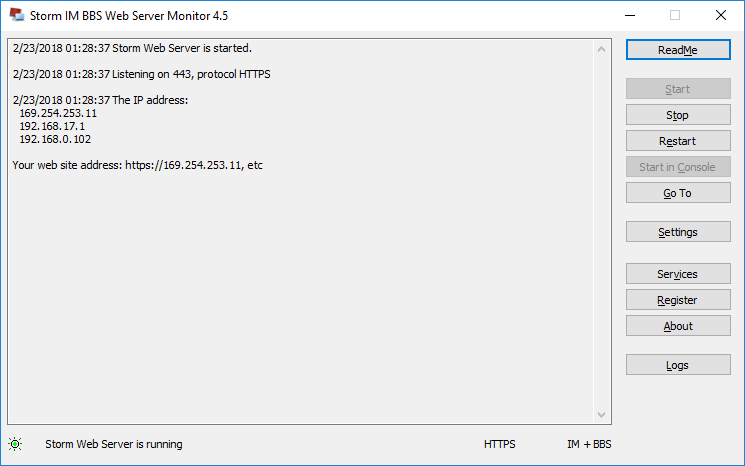 Storm IM BBS Web Server Monitor 4.5
2/23/2018 01:28:37 Storm Web Server is started.
2/23/2018 01:28:37 Listening on 443, protocol HTTPS
2/23/2018 01:28:37 The IP address:
169.254.253.11
192.168.17.1
192.168.0.102
Your web site address: https://169.254.253.11, etc
ReadMe
Start
Stop
Restart
Start in Console
Go To
Settings
Services
Register
About
Logs
Storm Web Server is running
HTTPS
IM + BBS